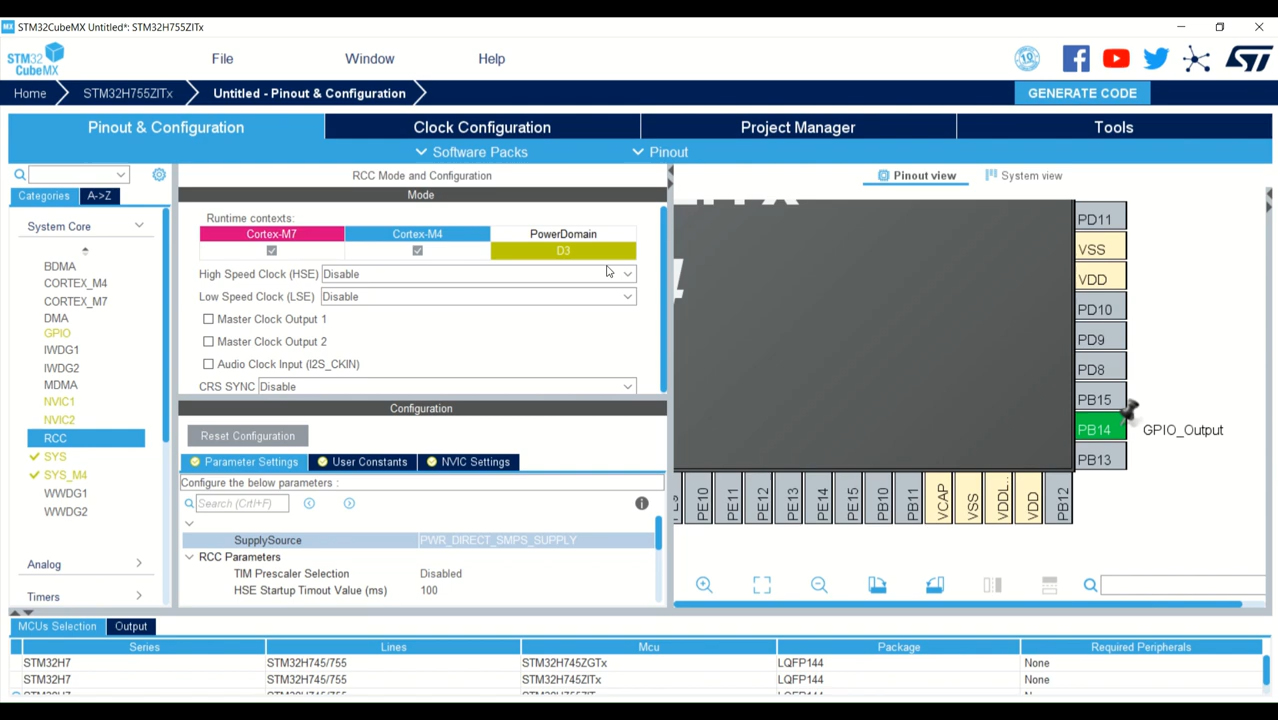 MX STM32CubeMX Untitled*: STM32H755ZITx
STM32
CubeMX
File Window Help
10
ST
Home STM32H755ZITx Untitled - Pinout & Configuration GENERATE CODE
Pinout & Configuration Clock Configuration Project Manager Tools
Software Packs Pinout
Categories A->Z
System Core
BDMA
CORTEX_M4
CORTEX_M7
DMA
GPIO
IWDG1
IWDG2
MDMA
NVIC1
NVIC2
RCC
SYS
SYS_M4
WWDG1
WWDG2
Analog
Timers
RCC Mode and Configuration
Mode
Runtime contexts:
Cortex-M7 Cortex-M4 PowerDomain
D3
High Speed Clock (HSE) Disable
Low Speed Clock (LSE) Disable
Master Clock Output 1
Master Clock Output 2
Audio Clock Input (I2S_CKIN)
CRS SYNC Disable
Configuration
Reset Configuration
Parameter Settings User Constants NVIC Settings
Configure the below parameters :
Search (Crtl+F)
SupplySource PWR_DIRECT_SMPS_SUPPLY
RCC Parameters
TIM Prescaler Selection Disabled
HSE Startup Timout Value (ms) 100
Pinout view System view
PD11
VSS
VDD
PD10
PD9
PD8
PB15
PB14 GPIO_Output
PB13
PE10 PE11 PE12 PE13 PE14 PE15 PB10 PB11 VCAP VSS VDDL... VDD PB12
MCUs Selection Output
Series Lines Mcu Package Required Peripherals
STM32H7 STM32H745/755 STM32H745ZGTx LQFP144 None
STM32H7 STM32H745/755 STM32H745ZITx LQFP144 None